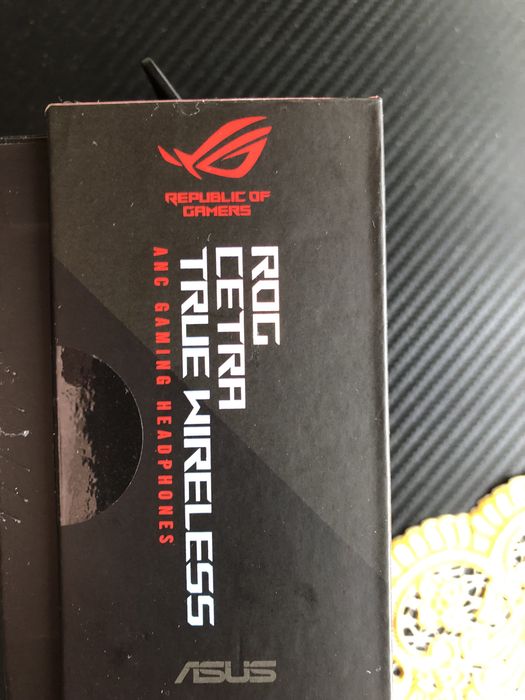 REPUBLIC OF
GAMERS
ROG
CETRA
TRUE WIRELESS
ANC GAMING HEADPHONES
ASUS